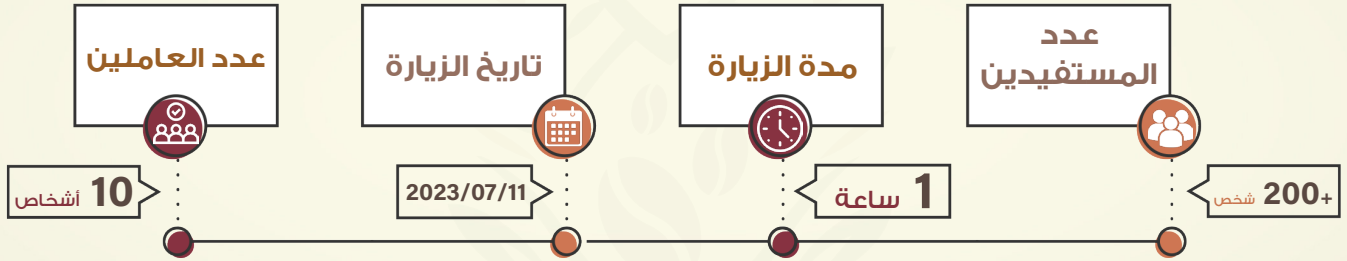 عدد
المستفيدين
+200 شخص
مدة الزيارة
1 ساعة
تاريخ الزيارة
2023/07/11
عدد العاملين
10 أشخاص